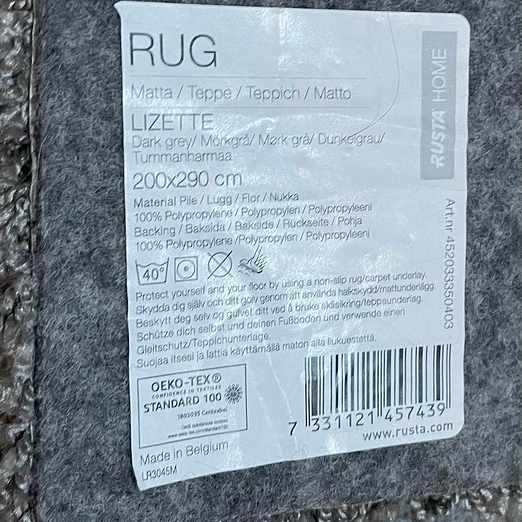 RUG
Matta / Teppe / Teppich / Matto
LIZETTE
Dark grey/ Mörkgrå/ Mørk grå/ Dunkelgrau/
Tummanharmaa
200x290 cm
Material Pile / Lugg / Flor / Nukka
100% Polypropylene / Polypropylen / Polypropyleeni
Backing / Baksida / Bakside / Rückseite / Pohja
100% Polypropylene /Polypropylen / Polypropyleeni
40°
Protect yourself and your floor by using a non-slip rug/carpet underlay.
Skydda dig själv och ditt golv genom att använda halkskydd/mattunderlägg.
Beskytt deg selv og gulvet ditt ved å bruke sklisikring/teppeunderlag.
Schütze dich selbst und deinen Fußboden und verwende einen
Gleitschutz/Teppichunterlage.
Suojaa itsesi ja lattia käyttämällä maton alla liukuestettä.
OEKO-TEX®
CONFIDENCE IN TEXTILES
STANDARD 100
Centexbel
Made in Belgium
LR3045M
7 331121 457439
www.rusta.com
RUSTA HOME
Art.nr 452033350403